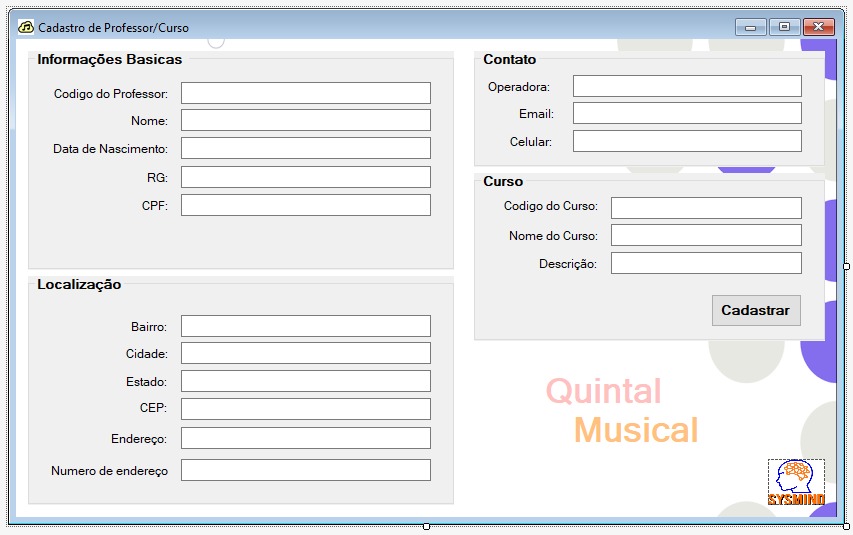 Cadastro de Professor/Curso
Informações Basicas
Codigo do Professor:
Nome:
Data de Nascimento:
RG:
CPF:
Localização
Bairro:
Cidade:
Estado:
CEP:
Endereço:
Numero de endereço
Contato
Operadora:
Email:
Celular:
Curso
Codigo do Curso:
Nome do Curso:
Descrição:
Cadastrar
Quintal
Musical
SYSMIND